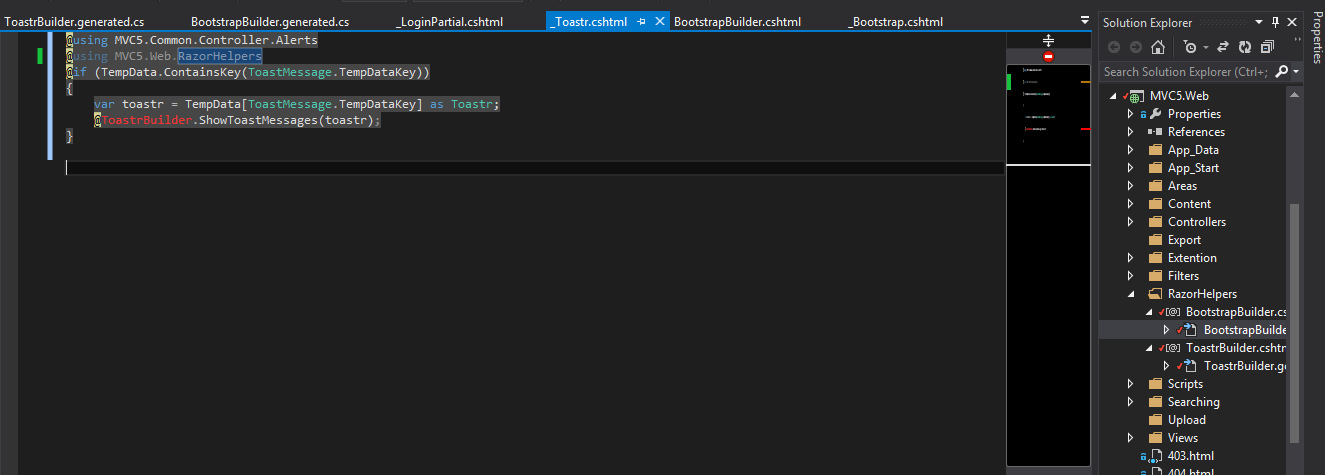 ToastrBuilder.generated.cs
BootstrapBuilder.generated.cs
_LoginPartial.cshtml
_Toastr.cshtml
BootstrapBuilder.cshtml
_Bootstrap.cshtml
@using MVC5.Common.Controller.Alerts
@using MVC5.Web.RazorHelpers
@if (TempData.ContainsKey(ToastMessage.TempDataKey))
{
var toastr = TempData[ToastMessage.TempDataKey] as Toastr;
@ToastrBuilder.ShowToastMessages(toastr);
}
Solution Explorer
Search Solution Explorer (Ctrl+;
MVC5.Web
Properties
References
App_Data
App_Start
Areas
Content
Controllers
Export
Extention
Filters
RazorHelpers
BootstrapBuilder.cs
BootstrapBuilde
ToastrBuilder.cshtm
ToastrBuilder.ge
Scripts
Searching
Upload
Views
403.html
404.html
Properties